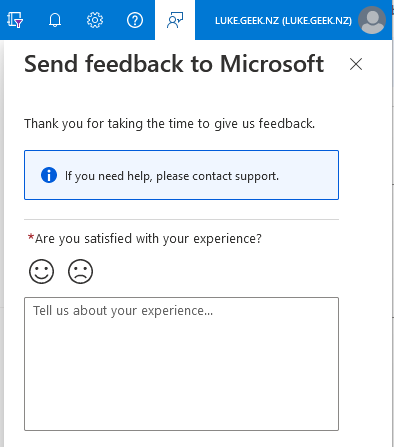 LUKE.GEEK.NZ (LUKE.GEEK.NZ)
Send feedback to Microsoft
Thank you for taking the time to give us feedback.
If you need help, please contact support.
*Are you satisfied with your experience?
Tell us about your experience...